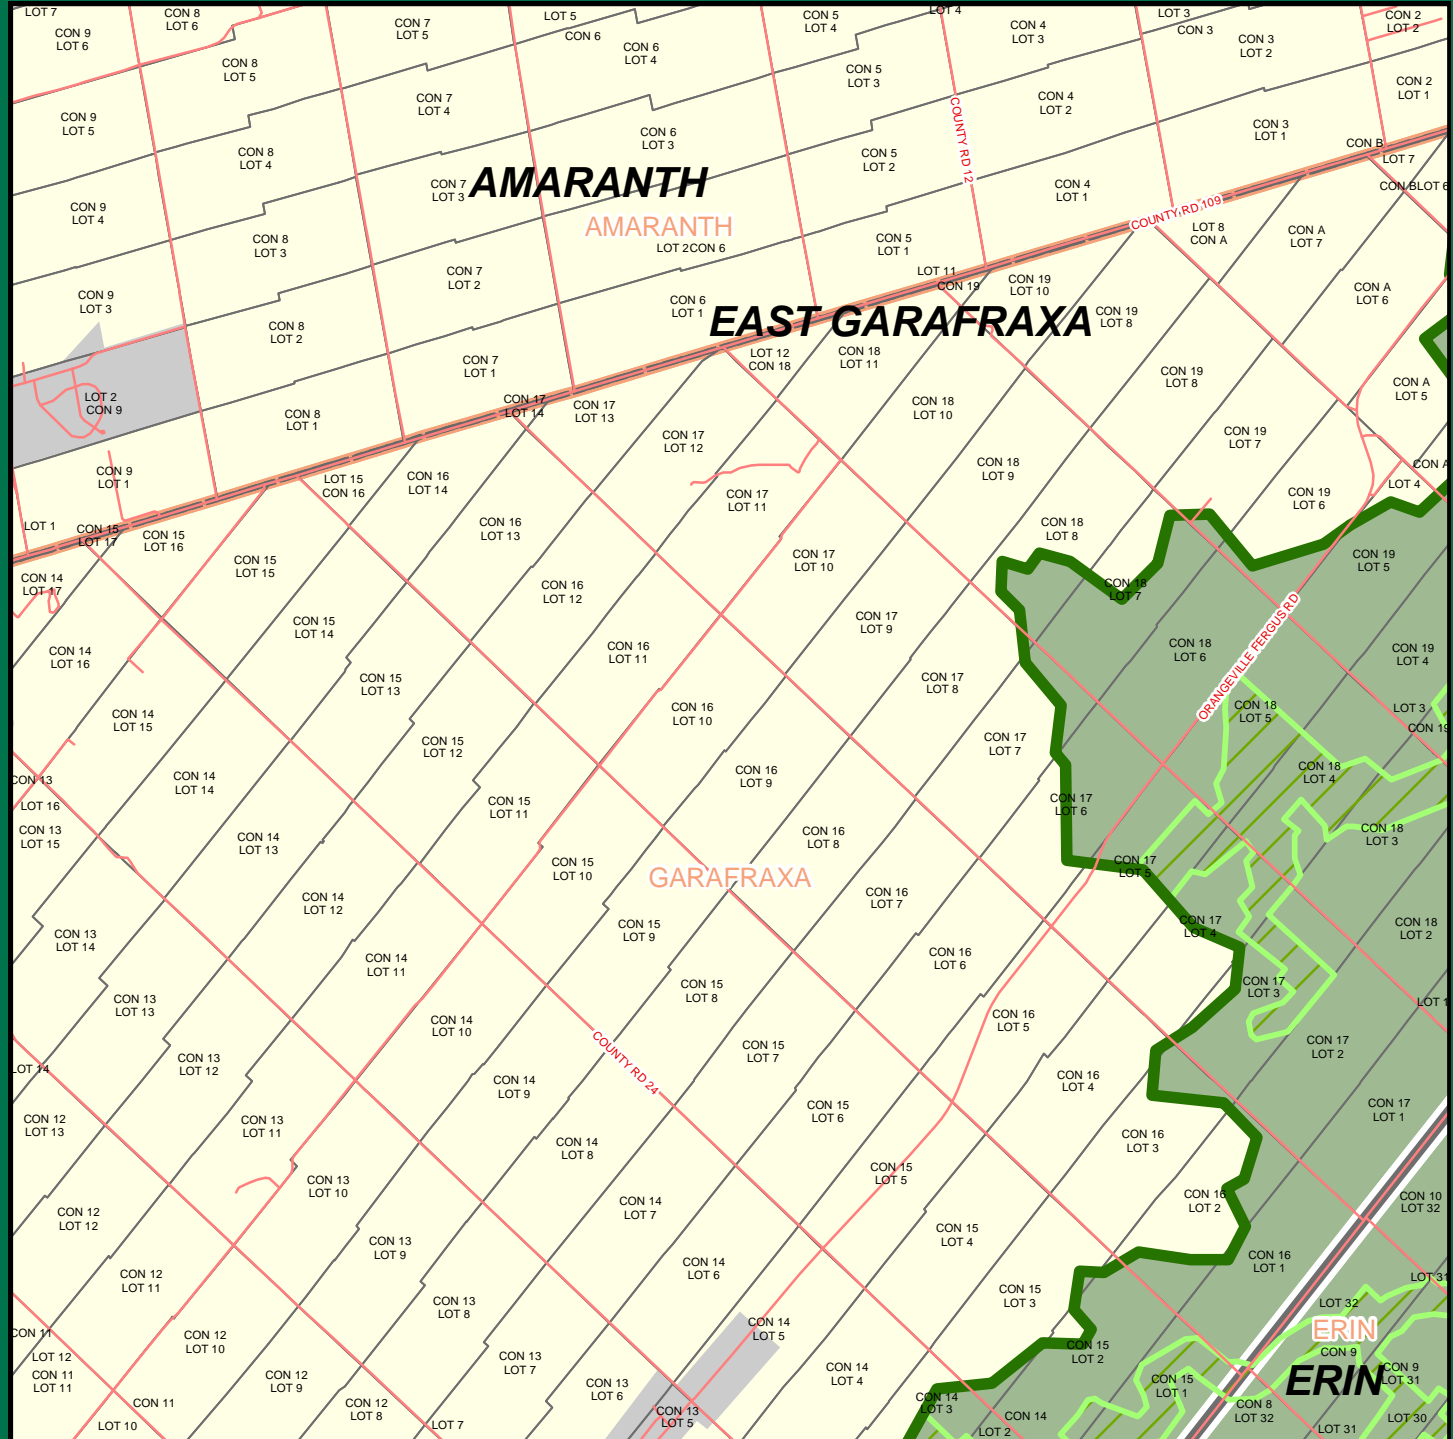 LOT 7
CON 9
LOT 6
CON 8
LOT 6
CON 7
LOT 5
LOT 5
CON 6
CON 6
LOT 4
CON 5
LOT 4
LOT 4
CON 4
LOT 3
LOT 3
CON 3
CON 3
LOT 2
CON 2
LOT 2
CON 8
LOT 5
CON 5
LOT 3
CON 2
LOT 1
CON 9
LOT 5
CON 7
LOT 4
CON 6
LOT 3
CON 4
LOT 2
CON 3
LOT 1
CON B
LOT 7
CON 8
LOT 4
CON 5
LOT 2
COUNTY RD 12
CON 7
LOT 3
AMARANTH
AMARANTH
CON 4
LOT 1
CON BLOT 6
CON 9
LOT 4
COUNTY RD 109
CON 8
LOT 3
LOT 2 CON 6
CON 5
LOT 1
LOT 8
CON A
CON A
LOT 7
CON 7
LOT 2
LOT 11
CON 19
CON 19
LOT 10
CON A
LOT 6
CON 9
LOT 3
CON 6
LOT 1
EAST GARAFRAXA
CON 19
LOT 8
CON 8
LOT 2
CON 7
LOT 1
LOT 12
CON 18
CON 18
LOT 11
CON 19
LOT 8
CON A
LOT 5
LOT 2
CON 9
CON 8
LOT 1
CON 17
LOT 14
CON 17
LOT 13
CON 18
LOT 10
CON 17
LOT 12
CON 19
LOT 7
CON 9
LOT 1
LOT 15
CON 16
CON 16
LOT 14
CON 18
LOT 9
CON A
LOT 4
CON 17
LOT 11
CON 19
LOT 6
LOT 1
CON 15
LOT 17
CON 15
LOT 16
CON 16
LOT 13
CON 18
LOT 8
CON 15
LOT 15
CON 17
LOT 10
CON 19
LOT 5
CON 14
LOT 17
CON 16
LOT 12
CON 18
LOT 7
CON 15
LOT 14
CON 17
LOT 9
ORANGEVILLE FERGUS RD
CON 14
LOT 16
CON 16
LOT 11
CON 18
LOT 6
CON 19
LOT 4
CON 15
LOT 13
CON 17
LOT 8
CON 14
LOT 15
CON 16
LOT 10
CON 18
LOT 5
LOT 3
CON 19
CON 15
LOT 12
CON 17
LOT 7
CON 13
LOT 16
CON 14
LOT 14
CON 16
LOT 9
CON 18
LOT 4
CON 15
LOT 11
CON 17
LOT 6
CON 13
LOT 15
CON 14
LOT 13
CON 16
LOT 8
CON 18
LOT 3
CON 15
LOT 10
GARAFRAXA
CON 17
LOT 5
CON 14
LOT 12
CON 16
LOT 7
CON 13
LOT 14
CON 15
LOT 9
CON 17
LOT 4
CON 18
LOT 2
CON 14
LOT 11
CON 16
LOT 6
CON 13
LOT 13
CON 15
LOT 8
CON 17
LOT 3
LOT 1
CON 14
LOT 10
CON 16
LOT 5
LOT 14
CON 13
LOT 12
COUNTY RD 24
CON 15
LOT 7
CON 17
LOT 2
CON 14
LOT 9
CON 16
LOT 4
CON 12
LOT 13
CON 13
LOT 11
CON 15
LOT 6
CON 17
LOT 1
CON 14
LOT 8
CON 16
LOT 3
CON 13
LOT 10
CON 15
LOT 5
CON 12
LOT 12
CON 14
LOT 7
CON 16
LOT 2
CON 10
LOT 32
CON 13
LOT 9
CON 15
LOT 4
CON 12
LOT 11
CON 14
LOT 6
CON 16
LOT 1
LOT 31
CON 13
LOT 8
CON 15
LOT 3
LOT 32
CON 11
LOT 12
CON 12
LOT 10
CON 14
LOT 5
ERIN
CON 13
LOT 7
CON 15
LOT 2
CON 9
CON 11
LOT 11
CON 12
LOT 9
CON 13
LOT 6
CON 14
LOT 4
CON 15
LOT 1
ERIN
CON 9
LOT 31
CON 11
LOT 10
CON 12
LOT 8
LOT 7
CON 13
LOT 5
CON 14
LOT 3
CON 14
LOT 2
CON 8
LOT 32
LOT 31
LOT 30